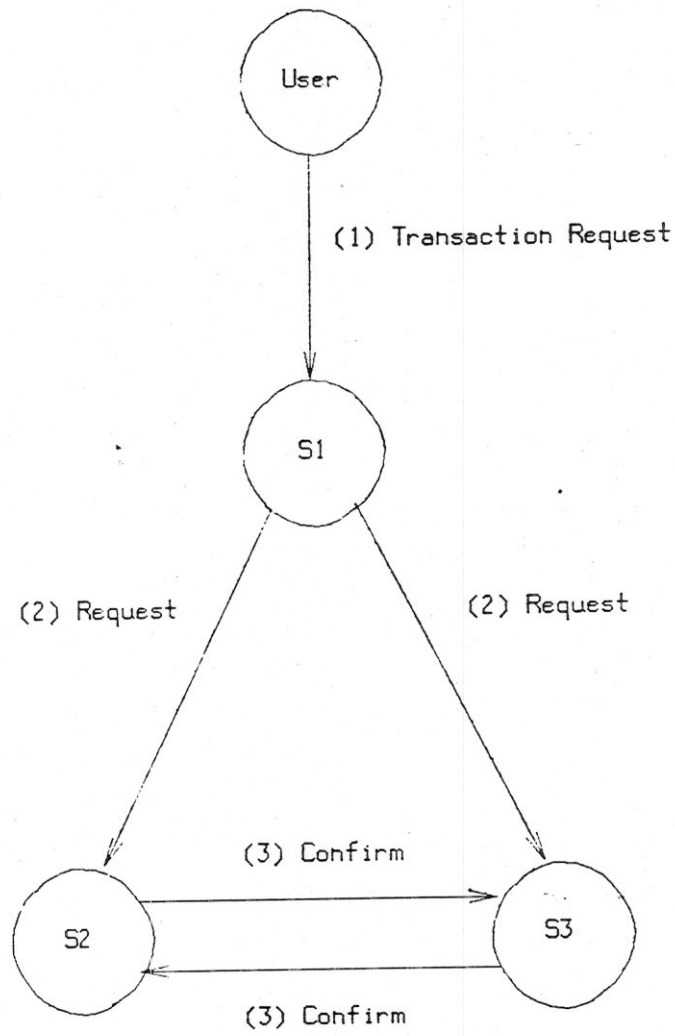 User
(1) Transaction Request
S1
(2) Request
(2) Request
(3) Confirm
S2
S3
(3) Confirm